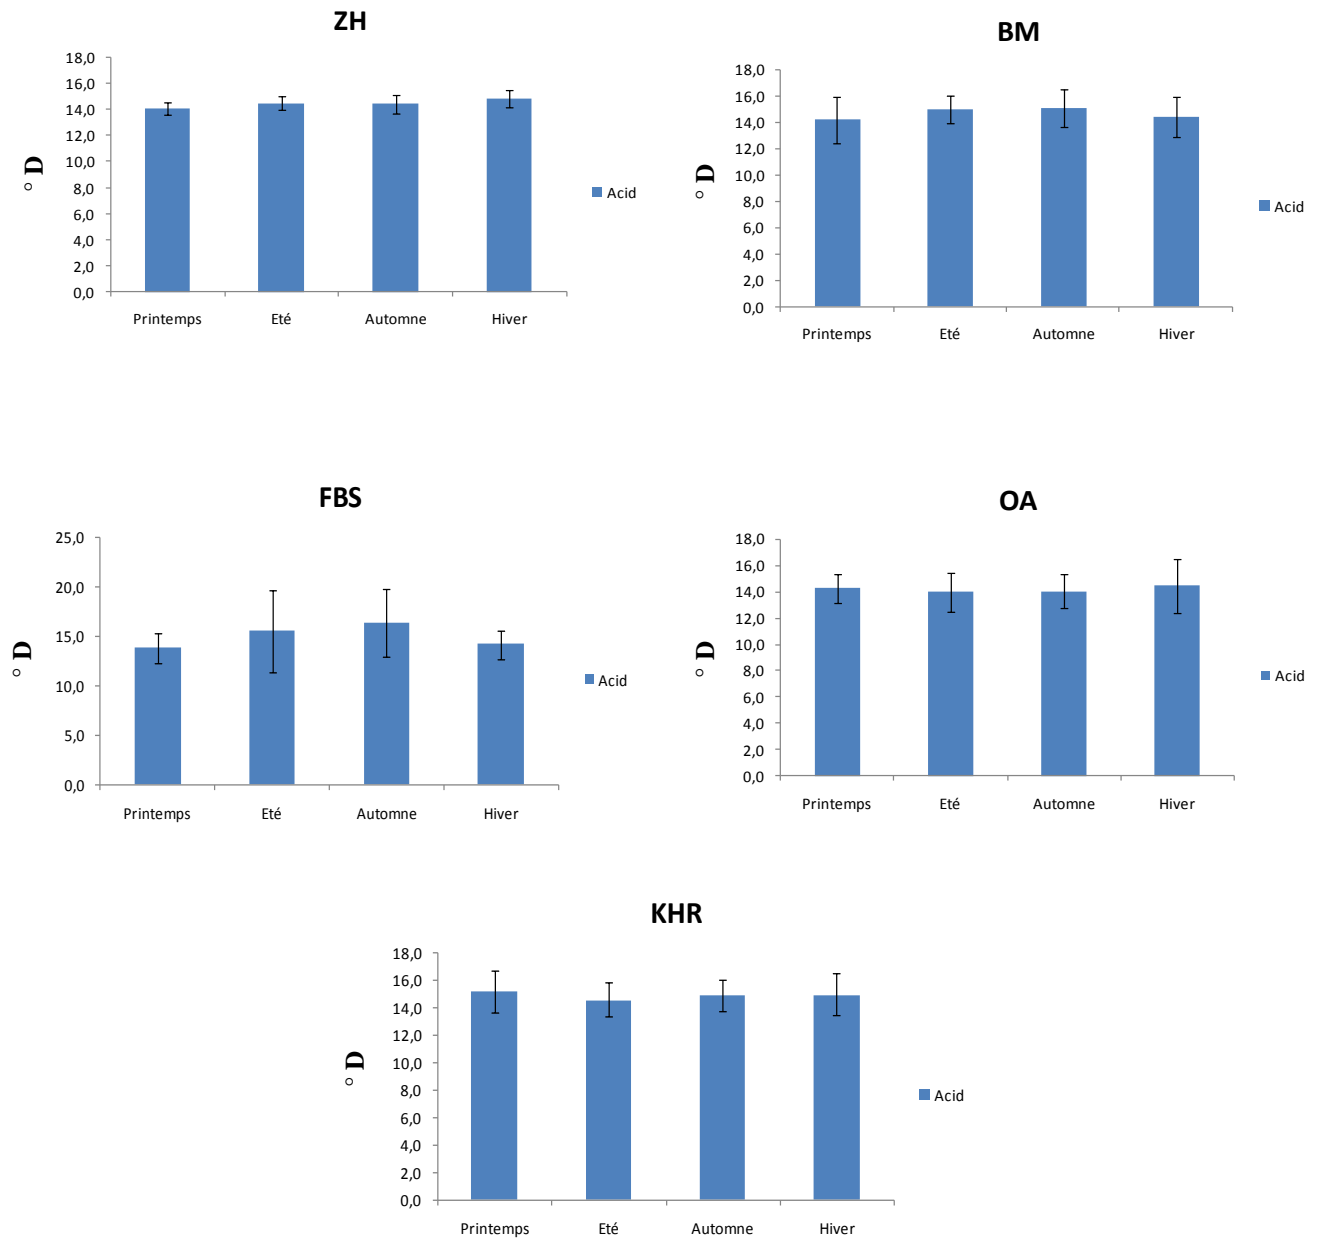 ZH
18,0
16,0
14,0
12,0
10,0
8,0
6,0
4,0
2,0
0,0
° D
Printemps Eté Automne Hiver
Acid
BM
18,0
16,0
14,0
12,0
10,0
8,0
6,0
4,0
2,0
0,0
° D
Printemps Eté Automne Hiver
Acid
FBS
25,0
20,0
15,0
10,0
5,0
0,0
° D
Printemps Eté Automne Hiver
Acid
OA
18,0
16,0
14,0
12,0
10,0
8,0
6,0
4,0
2,0
0,0
° D
Printemps Eté Automne Hiver
Acid
KHR
18,0
16,0
14,0
12,0
10,0
8,0
6,0
4,0
2,0
0,0
° D
Printemps Eté Automne Hiver
Acid